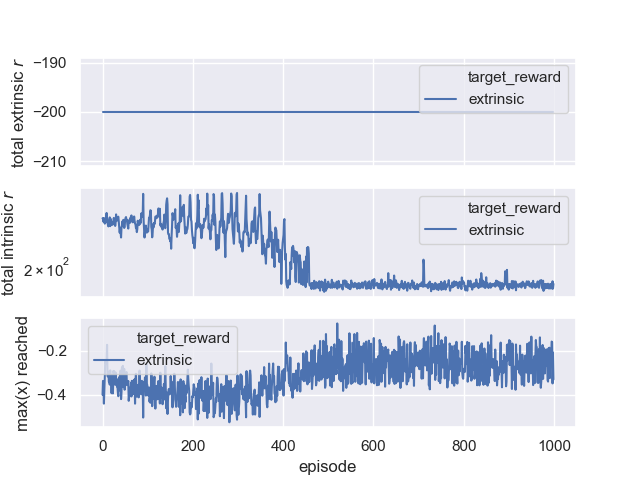 total extrinsic r
−190
−200
−210
target_reward
extrinsic
total intrinsic r
2 × 10²
target_reward
extrinsic
max(x) reached
−0.2
−0.4
target_reward
extrinsic
0 200 400 600 800 1000
episode